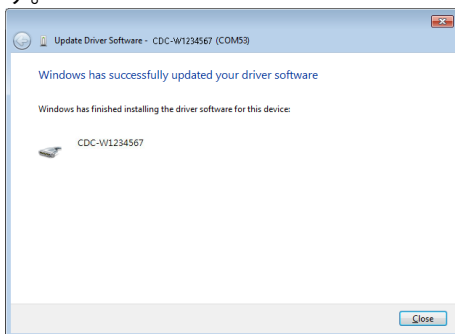 す。
Update Driver Software - CDC-W1234567 (COM53)
Windows has successfully updated your driver software
Windows has finished installing the driver software for this device:
CDC-W1234567
Close